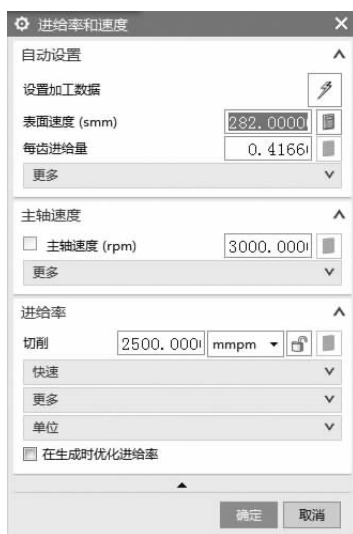 进给率和速度
自动设置
设置加工数据
表面速度 (smm) 282.0000
每齿进给量 0.4166
更多
主轴速度
主轴速度 (rpm) 3000.000
更多
进给率
切削 2500.000 mmpm
快速
更多
单位
在生成时优化进给率
确定 取消